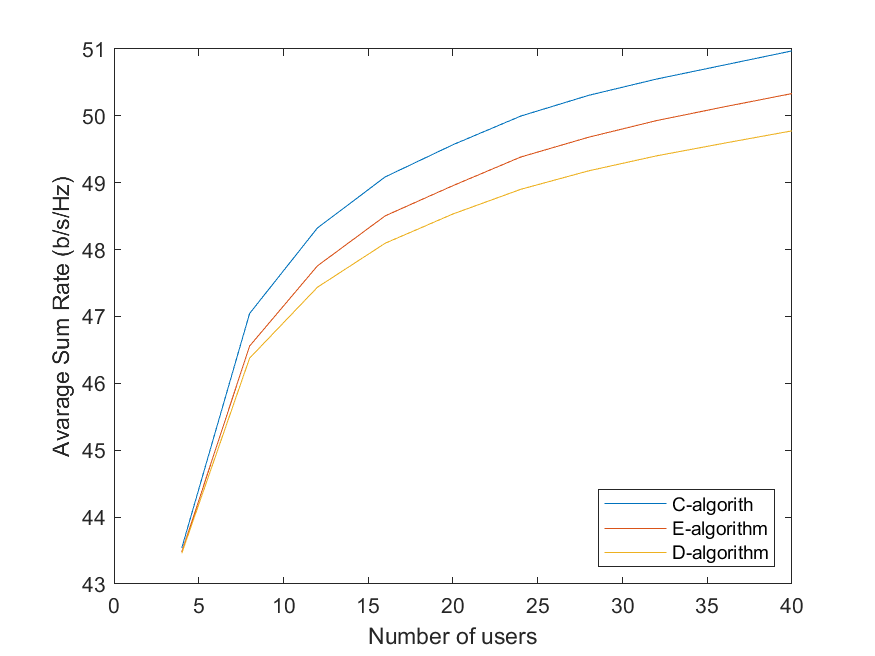 51
50
49
48
47
46
45
44
43
Avarage Sum Rate (b/s/Hz)
C-algorith
E-algorithm
D-algorithm
0 5 10 15 20 25 30 35 40
Number of users